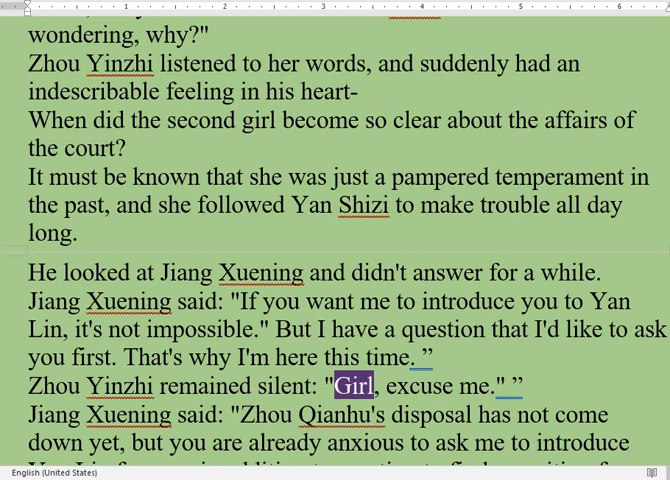 1 2 3 4 5 6
wondering, why?"
Zhou Yinzhi listened to her words, and suddenly had an
indescribable feeling in his heart-
When did the second girl become so clear about the affairs of
the court?
It must be known that she was just a pampered temperament in
the past, and she followed Yan Shizi to make trouble all day
long.
He looked at Jiang Xuening and didn't answer for a while.
Jiang Xuening said: "If you want me to introduce you to Yan
Lin, it's not impossible." But I have a question that I'd like to ask
you first. That's why I'm here this time. ”
Zhou Yinzhi remained silent: "Girl, excuse me." ”
Jiang Xuening said: "Zhou Qianhu's disposal has not come
down yet, but you are already anxious to ask me to introduce
English (United States)